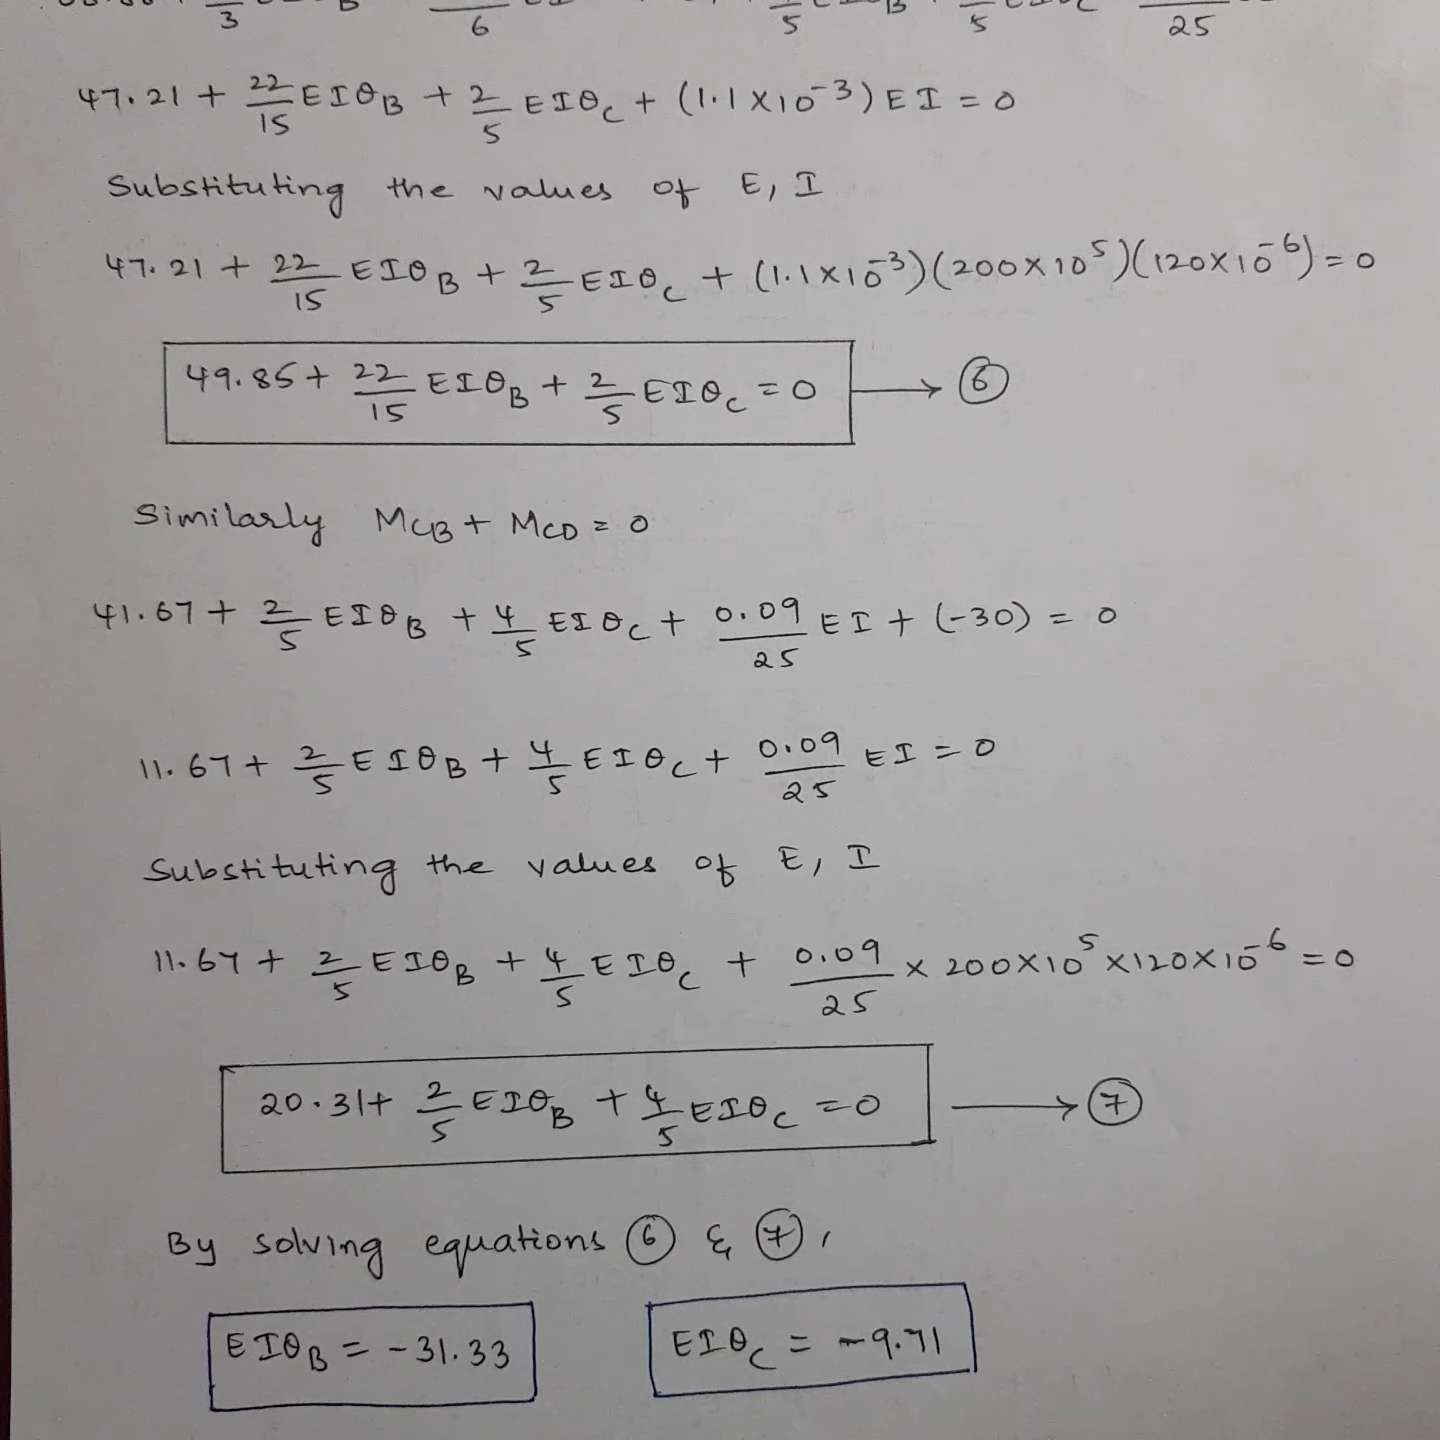 3 B 6 5 B 5 C 25
47.21 + 22/15 EIθB + 2/5 EIθC + (1.1×10⁻³) EI = 0
Substituting the values of E, I
47.21 + 22/15 EIθB + 2/5 EIθC + (1.1×10⁻³)(200×10⁵)(120×10⁻⁶) = 0
49.85 + 22/15 EIθB + 2/5 EIθC = 0 → ⑥
Similarly MCB + MCD = 0
41.67 + 2/5 EIθB + 4/5 EIθC + 0.09/25 EI + (-30) = 0
11.67 + 2/5 EIθB + 4/5 EIθC + 0.09/25 EI = 0
Substituting the values of E, I
11.67 + 2/5 EIθB + 4/5 EIθC + 0.09/25 × 200×10⁵ ×120×10⁻⁶ = 0
20.31 + 2/5 EIθB + 4/5 EIθC = 0 → ⑦
By solving equations ⑥ & ⑦,
EIθB = -31.33 EIθC = -9.71